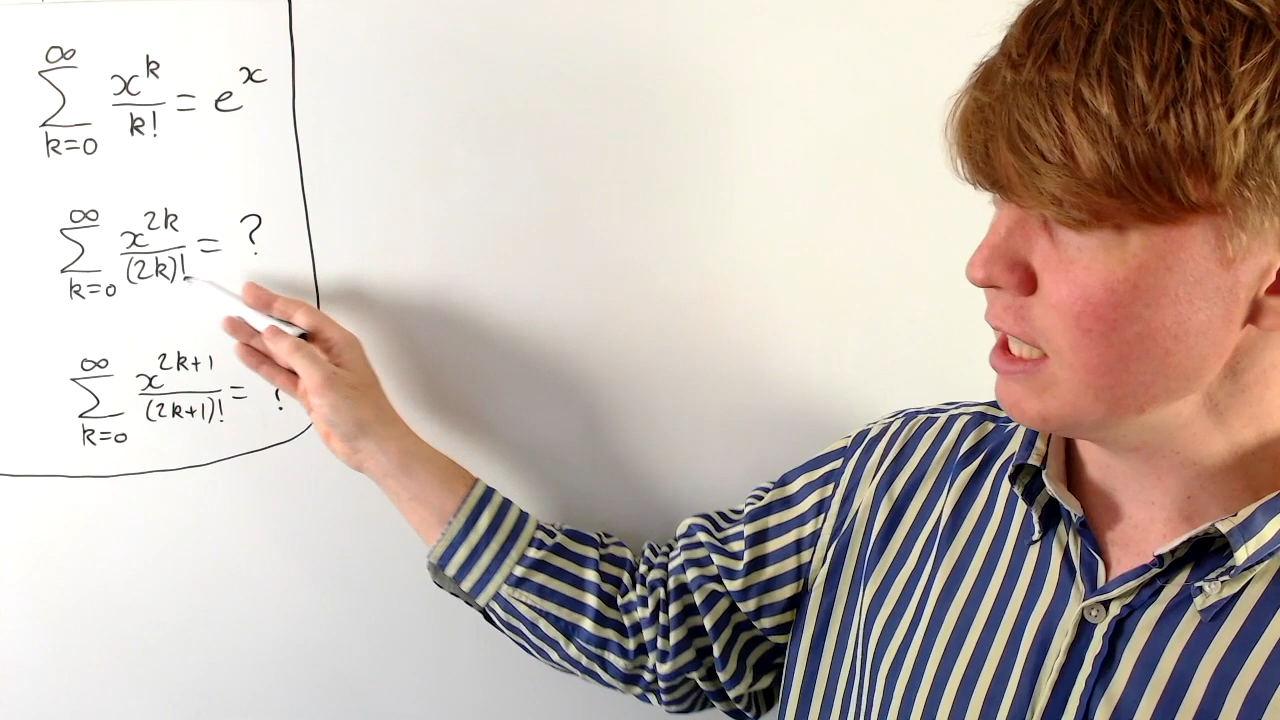 ∞
∑ x^k/k! = e^x
k=0
∞
∑ x^2k/(2k)! = ?
k=0
∞
∑ x^2k+1/(2k+1)! = ?
k=0